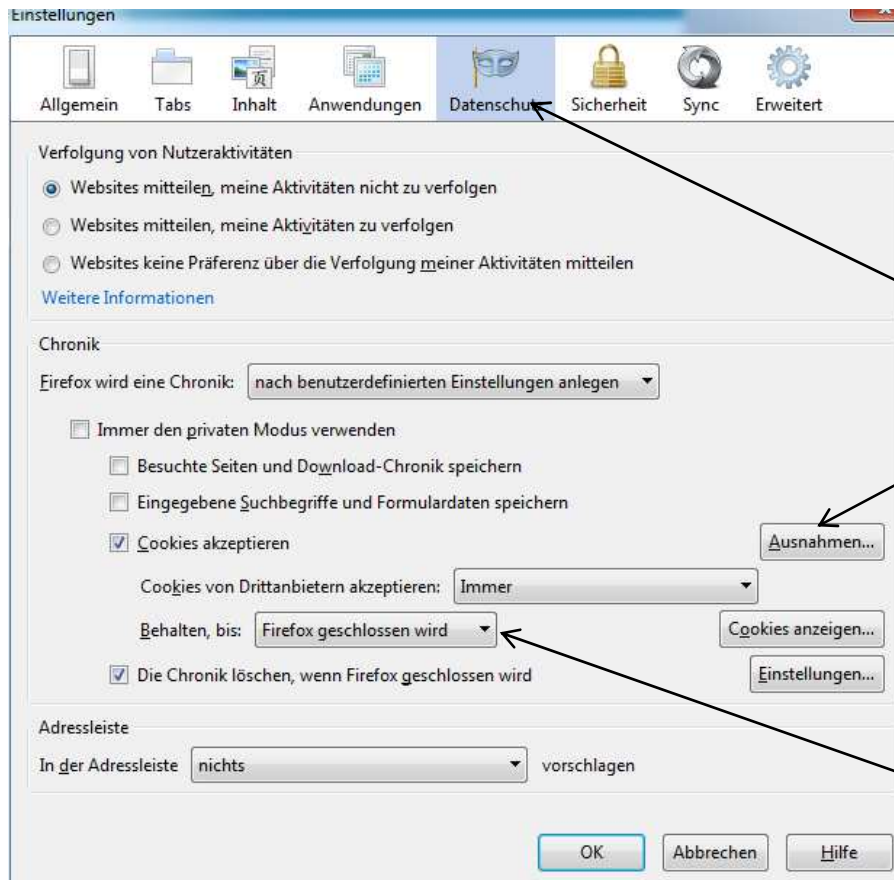 Einstellungen
Allgemein Tabs Inhalt Anwendungen Datenschutz Sicherheit Sync Erweitert
Verfolgung von Nutzeraktivitäten
Websites mitteilen, meine Aktivitäten nicht zu verfolgen
Websites mitteilen, meine Aktivitäten zu verfolgen
Websites keine Präferenz über die Verfolgung meiner Aktivitäten mitteilen
Weitere Informationen
Chronik
Firefox wird eine Chronik: nach benutzerdefinierten Einstellungen anlegen
Immer den privaten Modus verwenden
Besuchte Seiten und Download-Chronik speichern
Eingegebene Suchbegriffe und Formulardaten speichern
Cookies akzeptieren Ausnahmen...
Cookies von Drittanbietern akzeptieren: Immer
Behalten, bis: Firefox geschlossen wird Cookies anzeigen...
Die Chronik löschen, wenn Firefox geschlossen wird Einstellungen...
Adressleiste
In der Adressleiste nichts vorschlagen
OK Abbrechen Hilfe